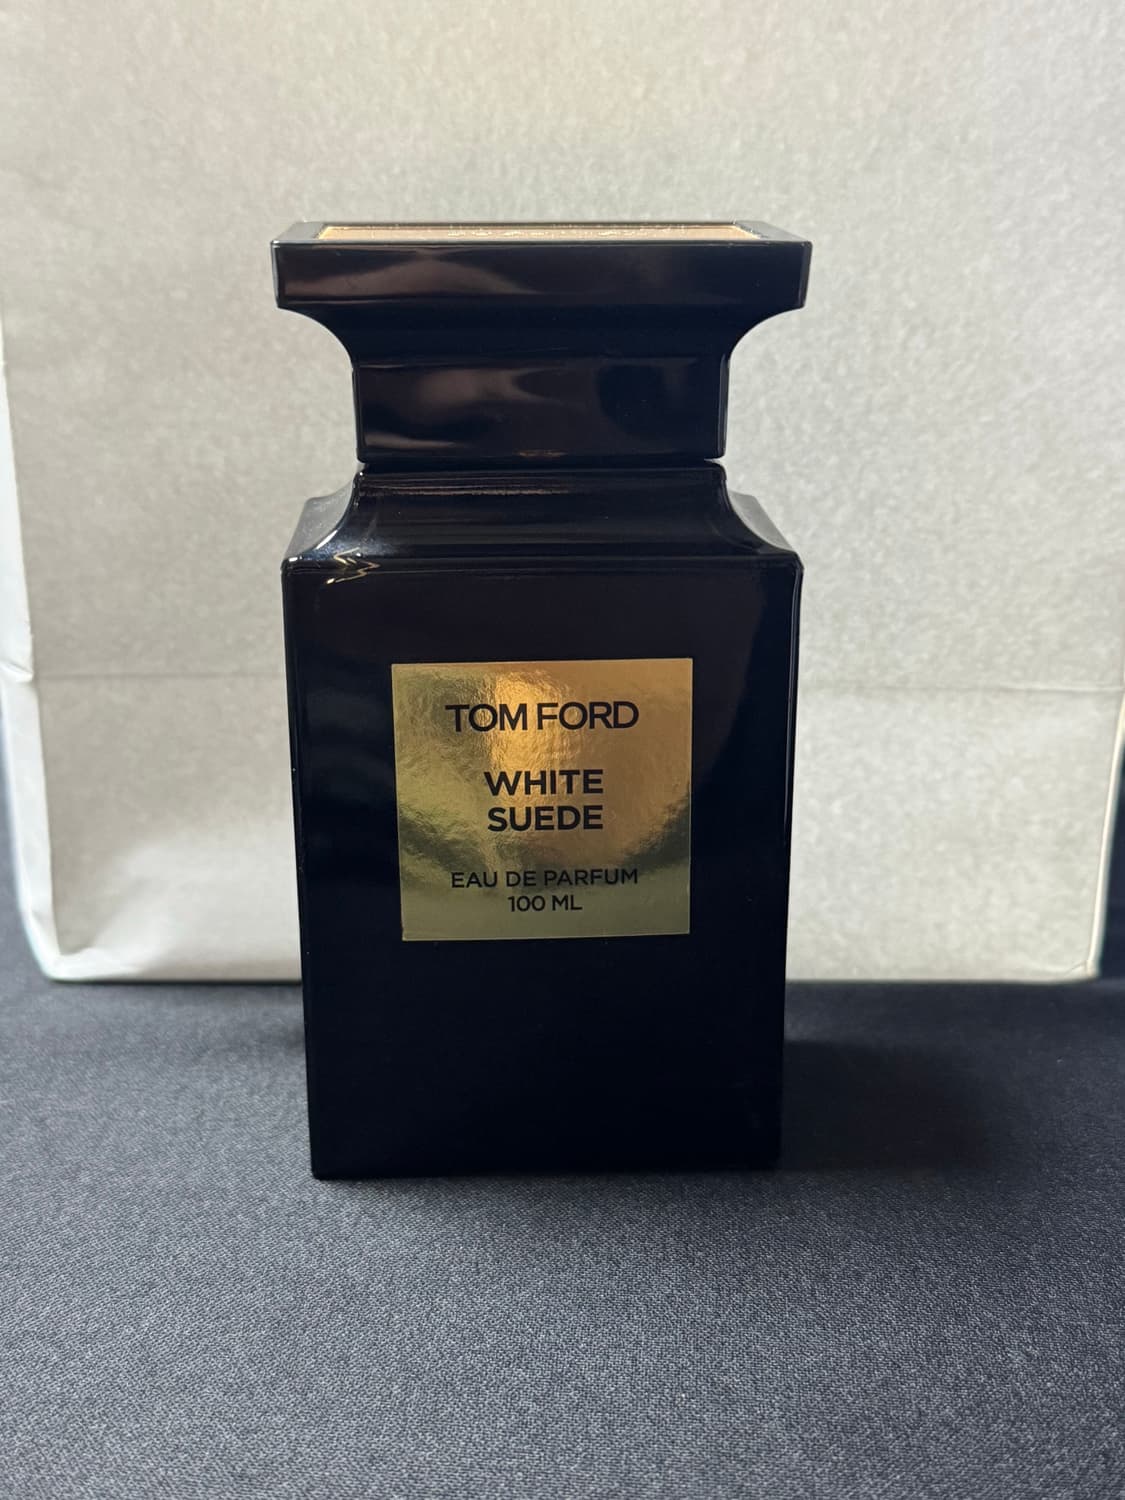 TOM FORD
WHITE
SUEDE
EAU DE PARFUM
100 ML